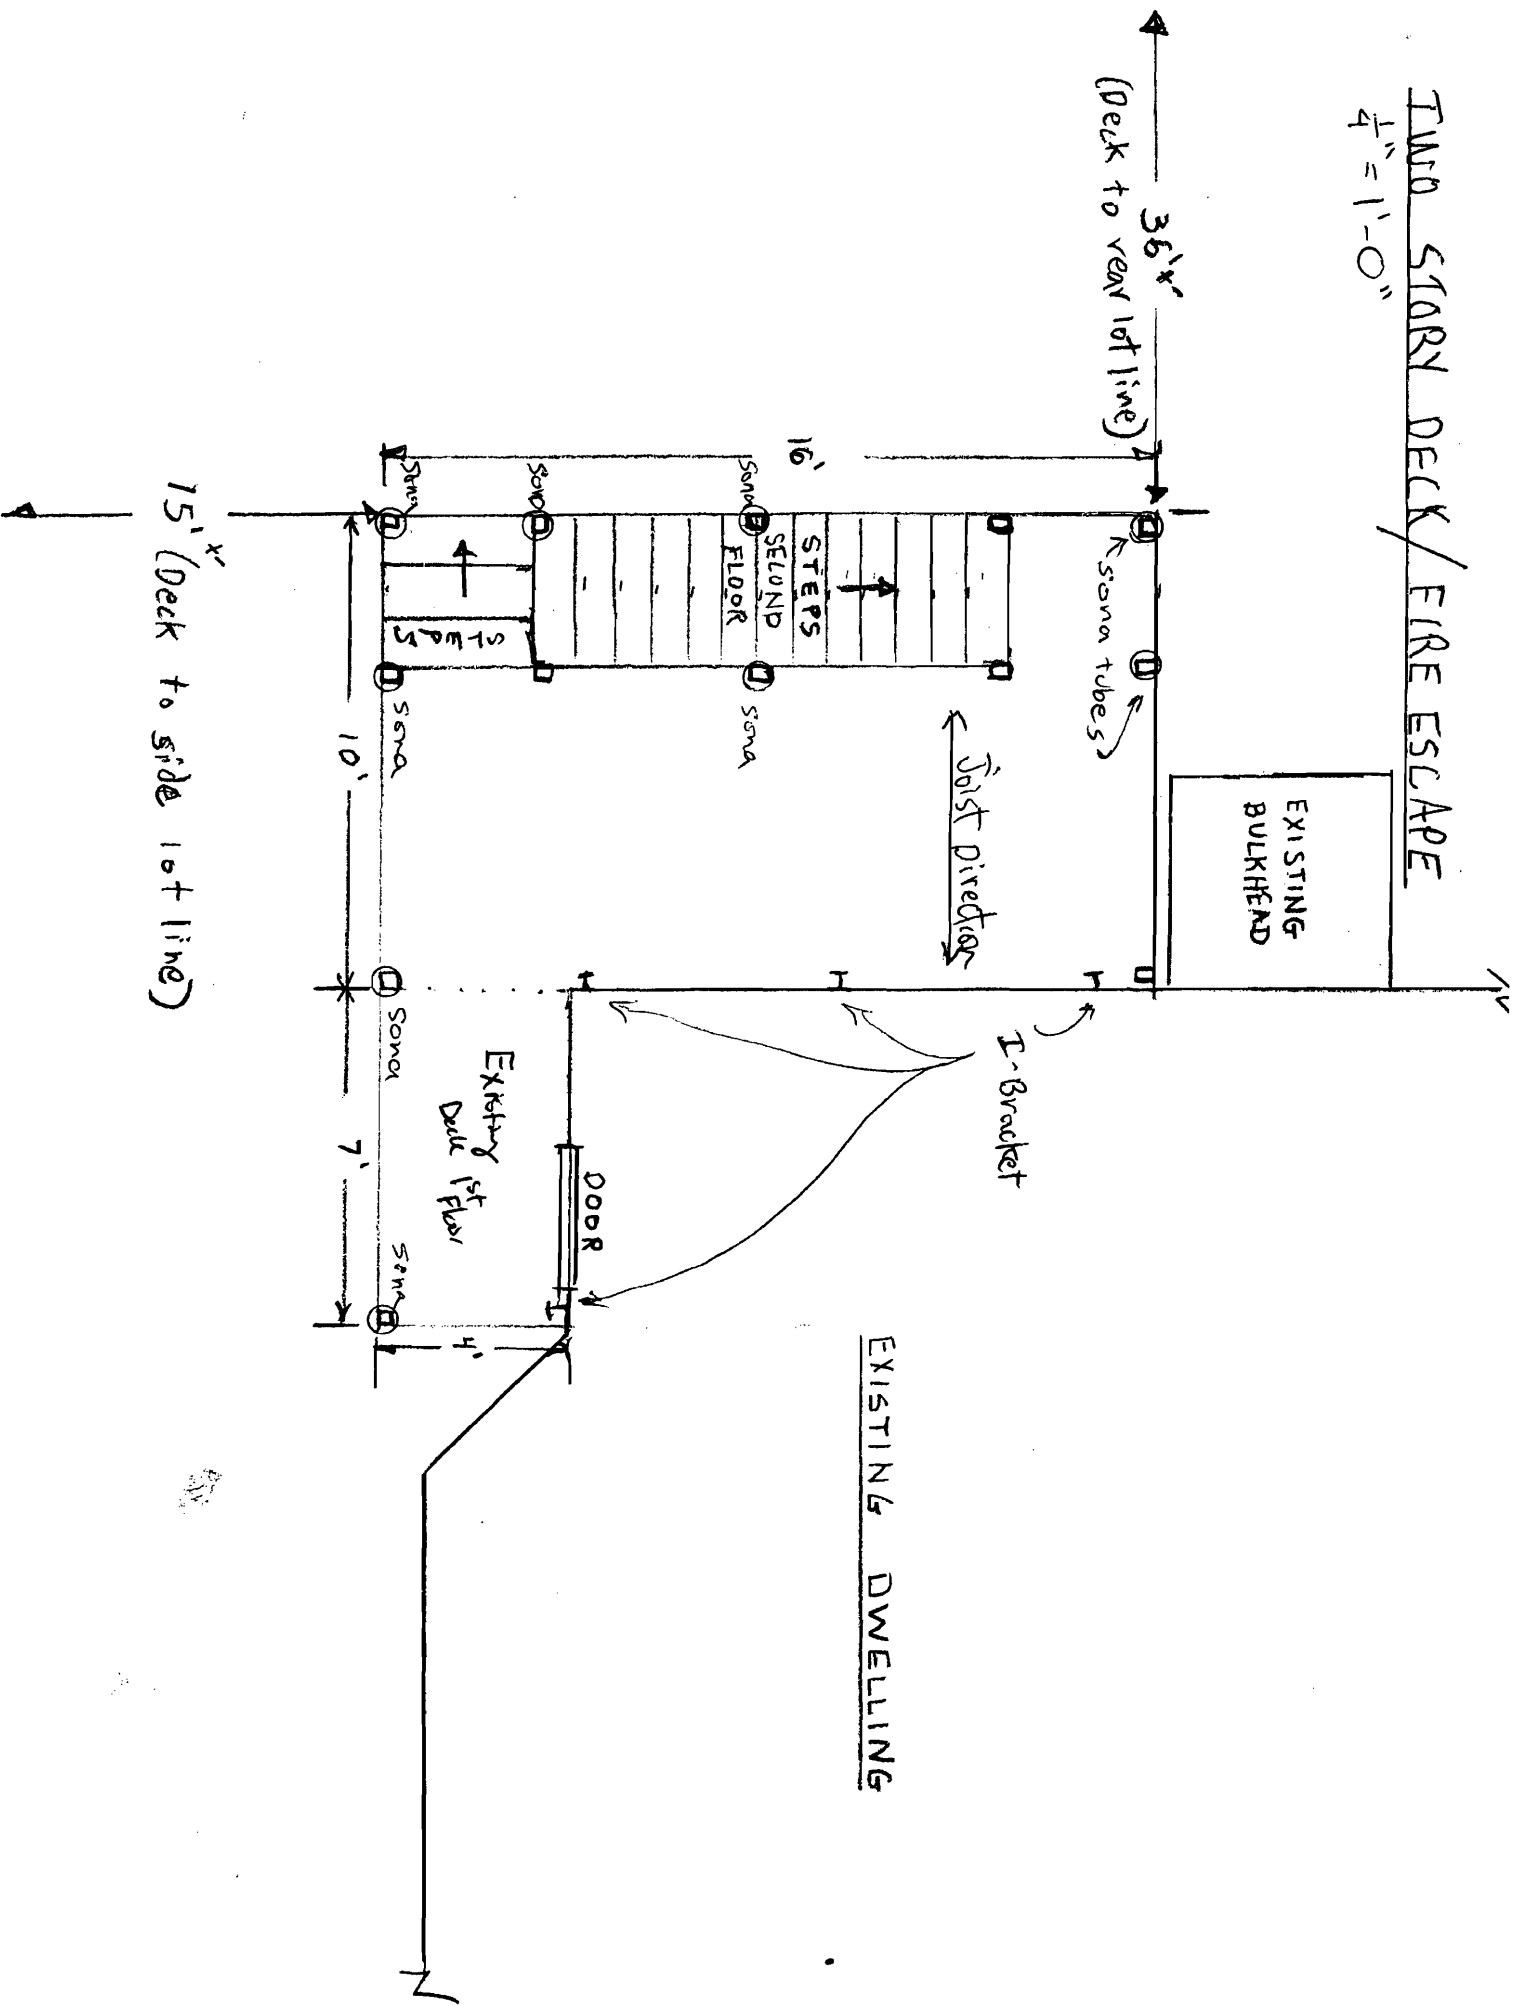 TWO STORY DECK / FIRE ESCAPE
1/4" = 1'-0"
36'
(Deck to rear lot line)
EXISTING
BULKHEAD
sona tubes
16'
Sona
Sona
Sona
STEPS
SECOND
FLOOR
STEPS
Sona
Sona
Joist Direction
I-Bracket
DOOR
Existing
Deck 1st
Floor
Sona
Sona
10'
7'
4'
15' (Deck to side lot line)
EXISTING DWELLING